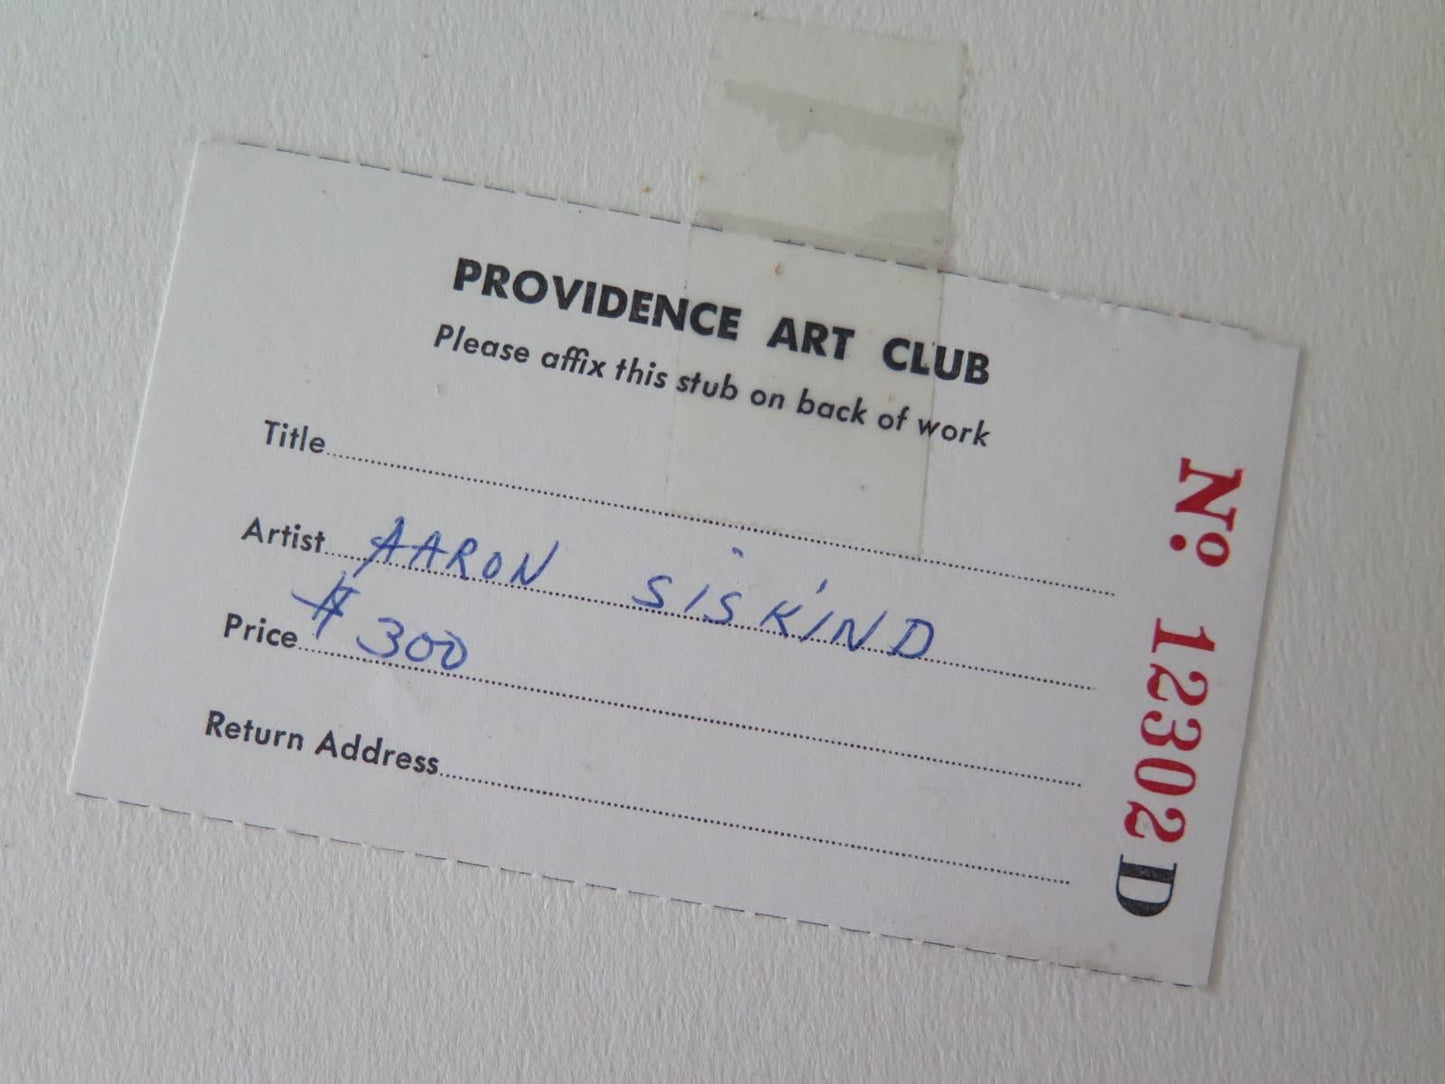 PROVIDENCE ART CLUB
Please affix this stub on back of work
Title
Artist AARON SISKIND
Price $300
Return Address
Nº 12302D